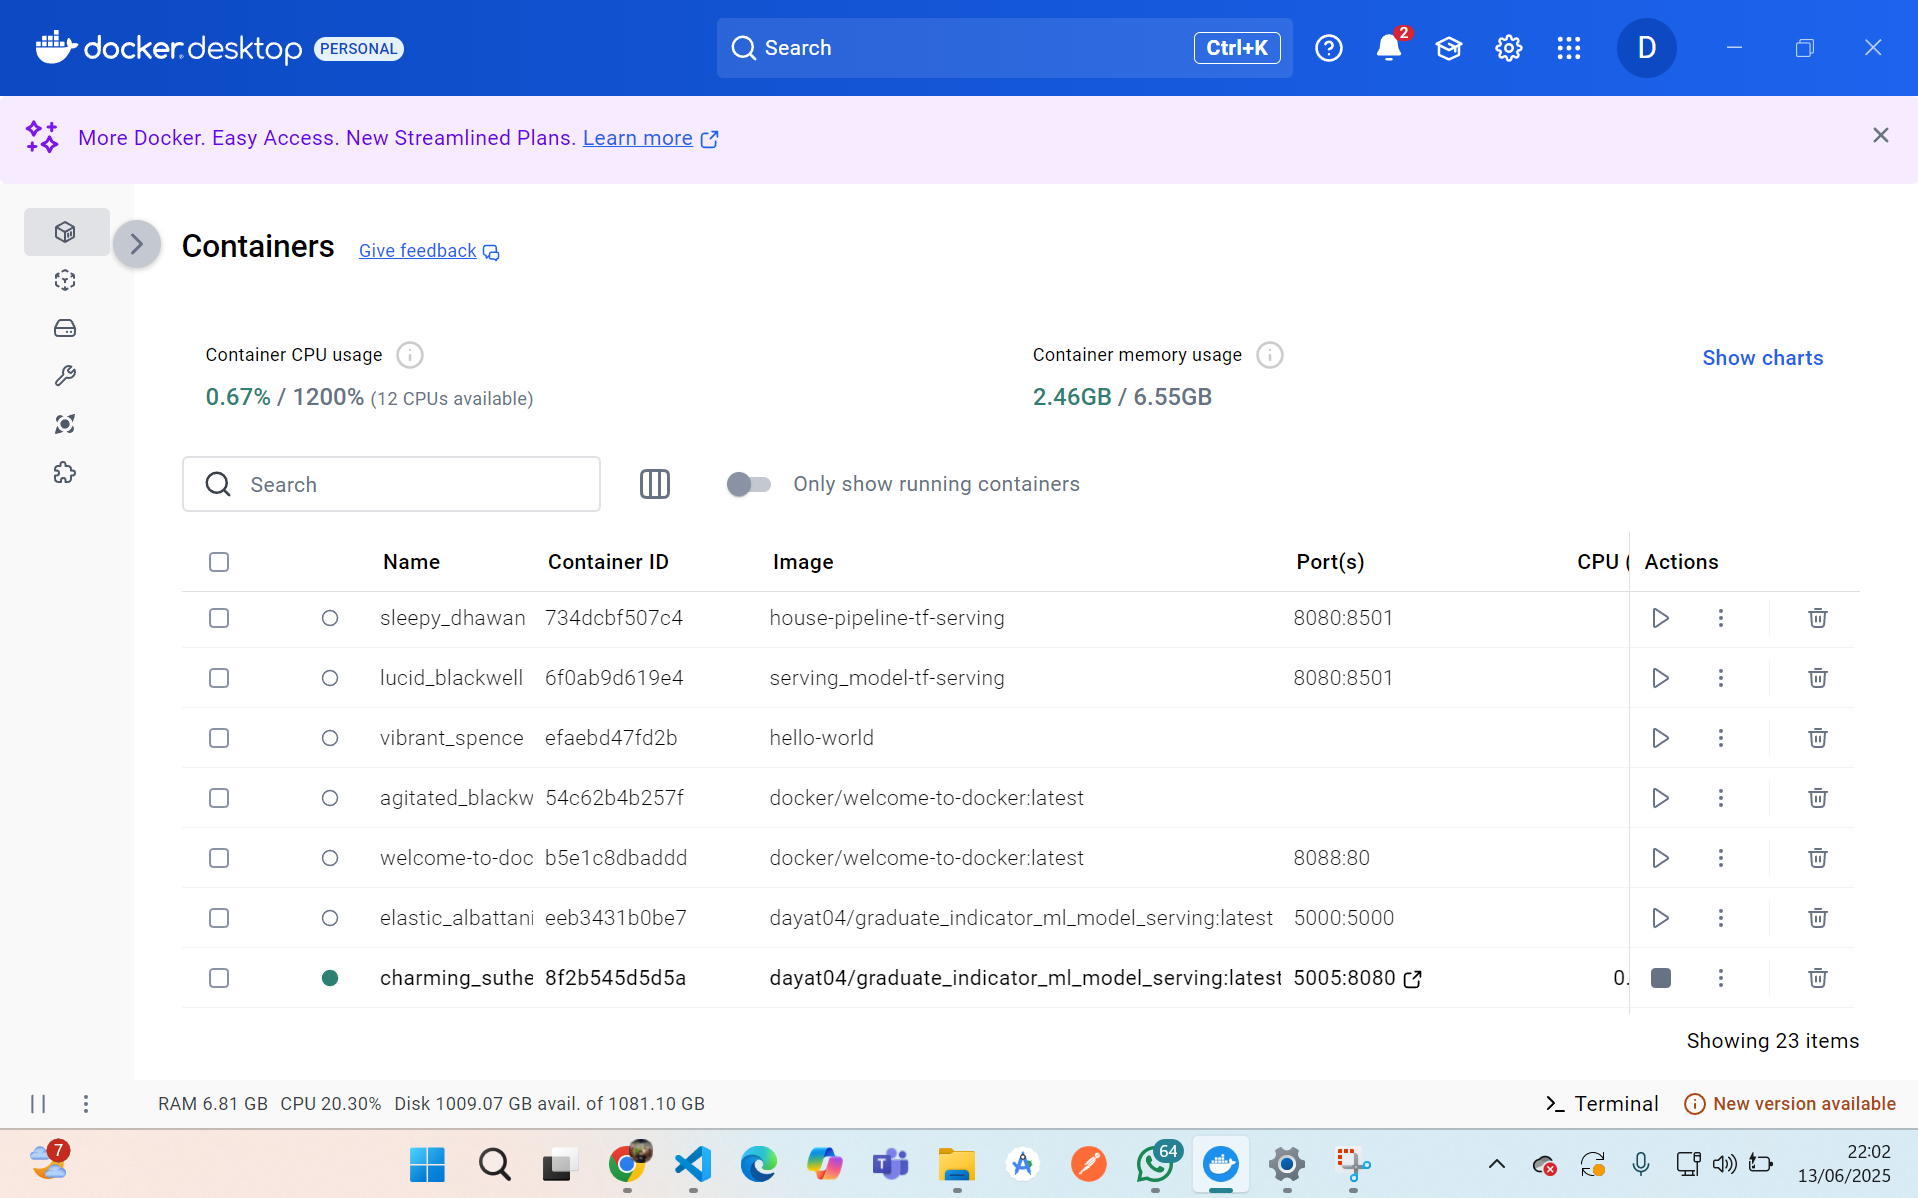 docker desktop PERSONAL
Search Ctrl+K
2
D
More Docker. Easy Access. New Streamlined Plans. Learn more
Containers Give feedback
Container CPU usage
0.67% / 1200% (12 CPUs available)
Container memory usage
2.46GB / 6.55GB
Show charts
Search
Only show running containers
Name Container ID Image Port(s) CPU ( Actions
sleepy_dhawan 734dcbf507c4 house-pipeline-tf-serving 8080:8501
lucid_blackwell 6f0ab9d619e4 serving_model-tf-serving 8080:8501
vibrant_spence efaebd47fd2b hello-world
agitated_blackw 54c62b4b257f docker/welcome-to-docker:latest
welcome-to-doc b5e1c8dbaddd docker/welcome-to-docker:latest 8088:80
elastic_albattani eeb3431b0be7 dayat04/graduate_indicator_ml_model_serving:latest 5000:5000
charming_suthe 8f2b545d5d5a dayat04/graduate_indicator_ml_model_serving:latest 5005:8080 0.
Showing 23 items
RAM 6.81 GB CPU 20.30% Disk 1009.07 GB avail. of 1081.10 GB
>_ Terminal
New version available
7
64
22:02
13/06/2025